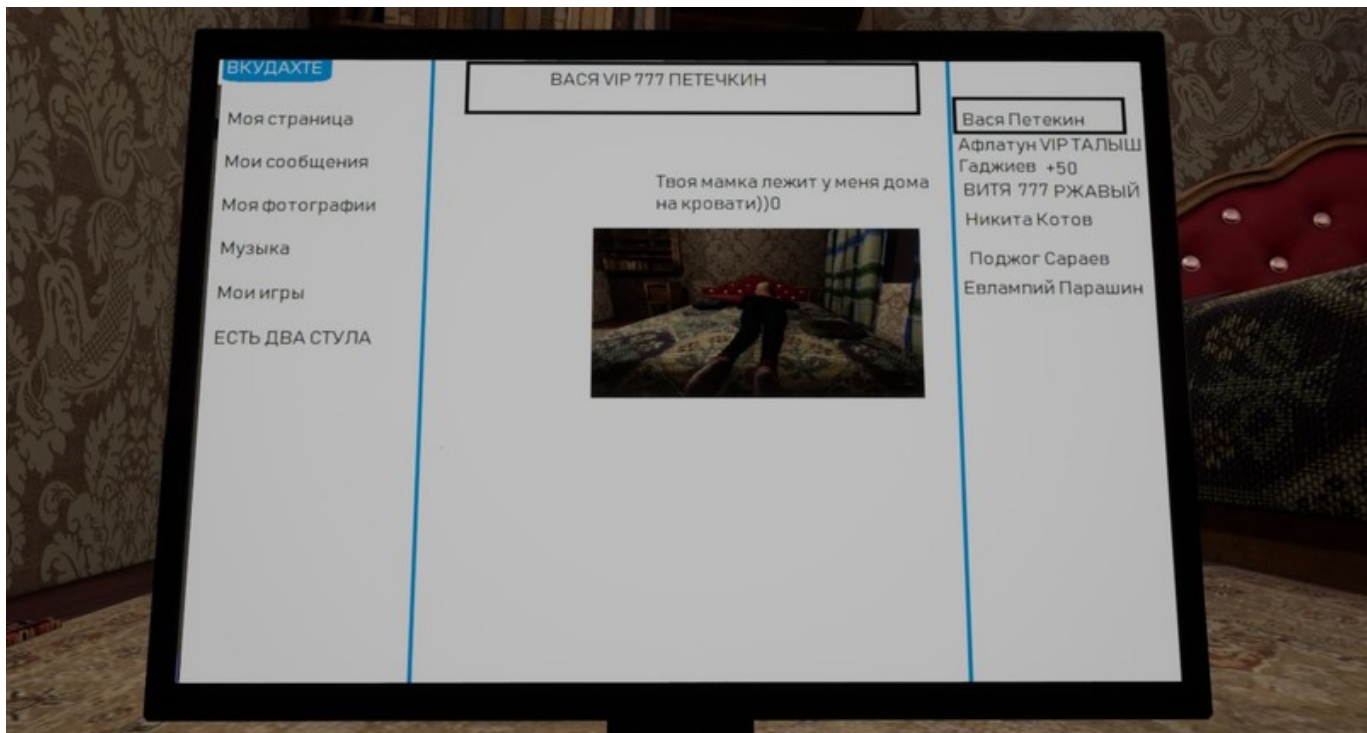 ВКУДАХТЕ
Моя страница
Мои сообщения
Моя фотографии
Музыка
Мои игры
ЕСТЬ ДВА СТУЛА
ВАСЯ VIP 777 ПЕТЕЧКИН
Твоя мамка лежит у меня дома
на кровати))0
Вася Петекин
Афлатун VIP ТАЛЫШ
Гаджиев +50
ВИТЯ 777 РЖАВЫЙ
Никита Котов
Поджог Сараев
Евлампий Парашин